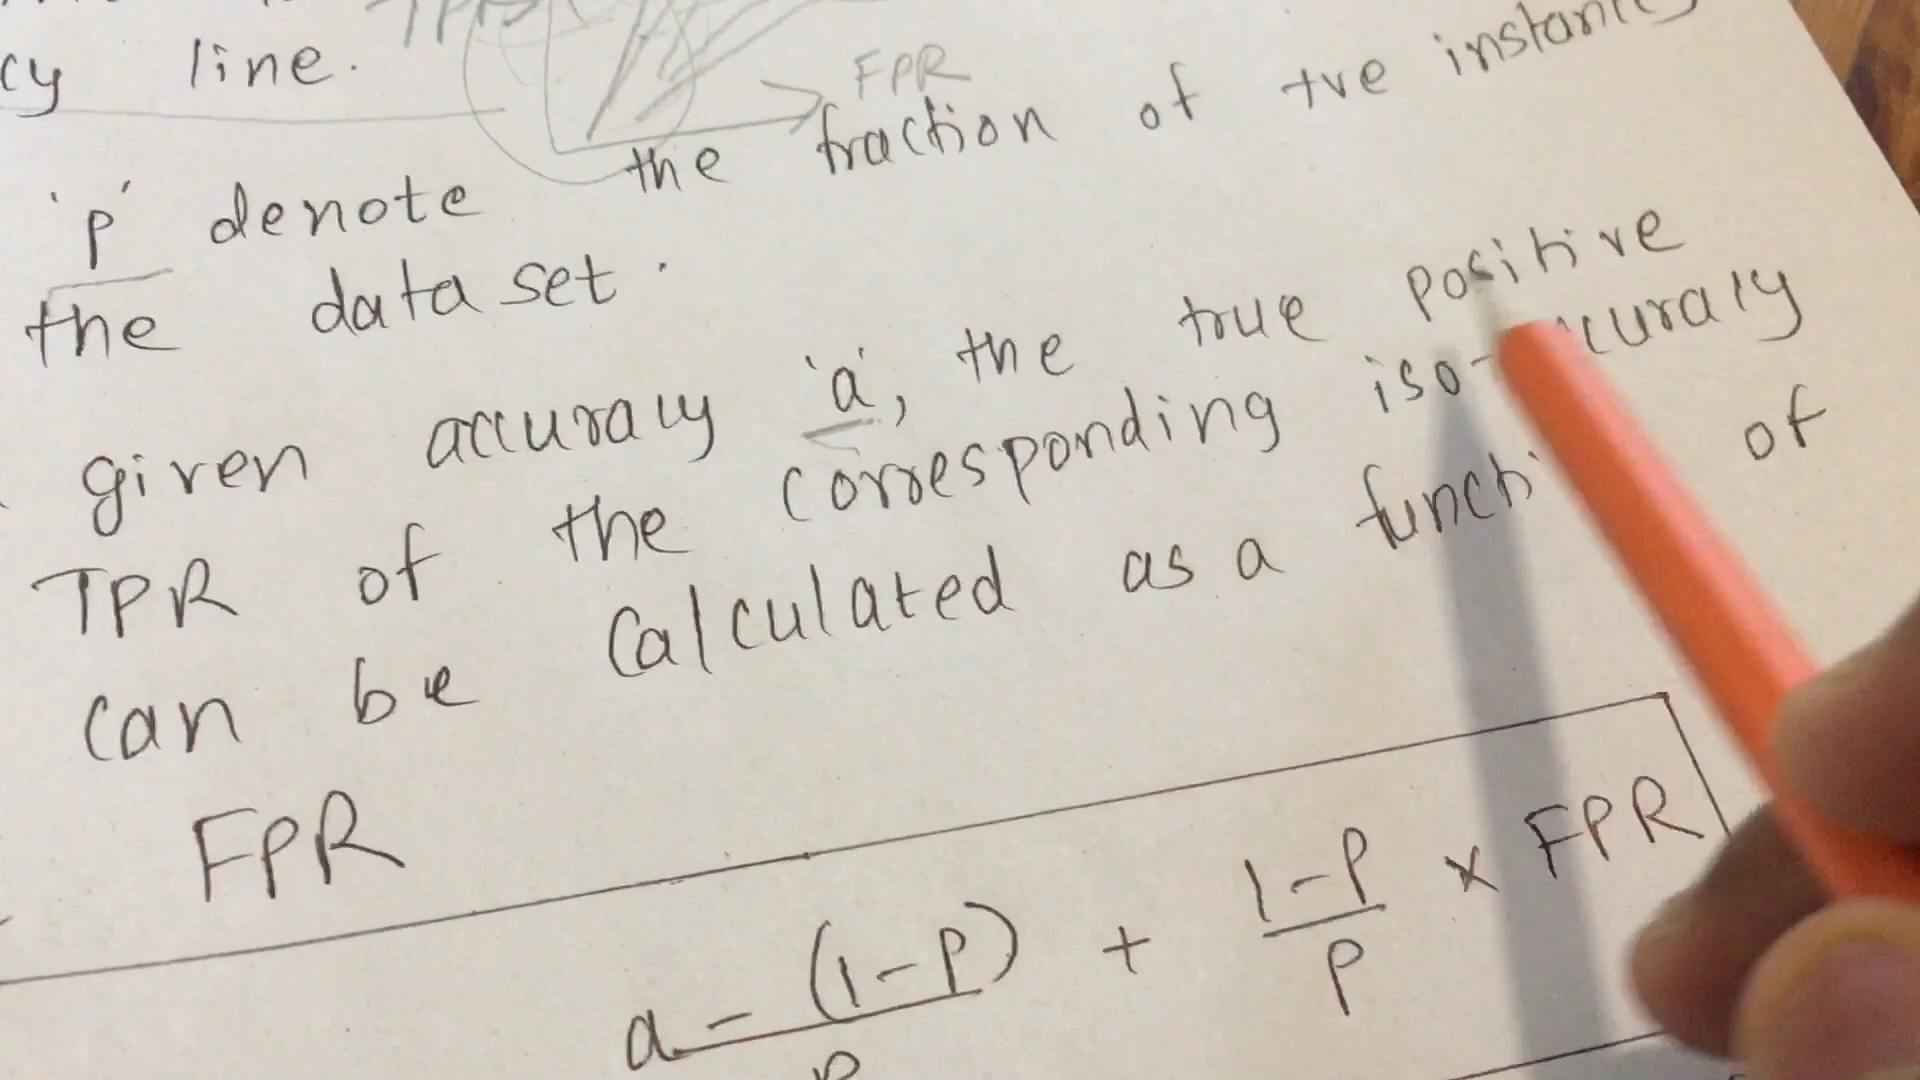 cy line. TPR
FPR
'p' denote the fraction of +ve instances
the data set.
given accuracy 'a', the true positive
TPR of the corresponding iso-accuracy
can be calculated as a function of
FPR
a - (1-P) + 1-P × FPR
P P